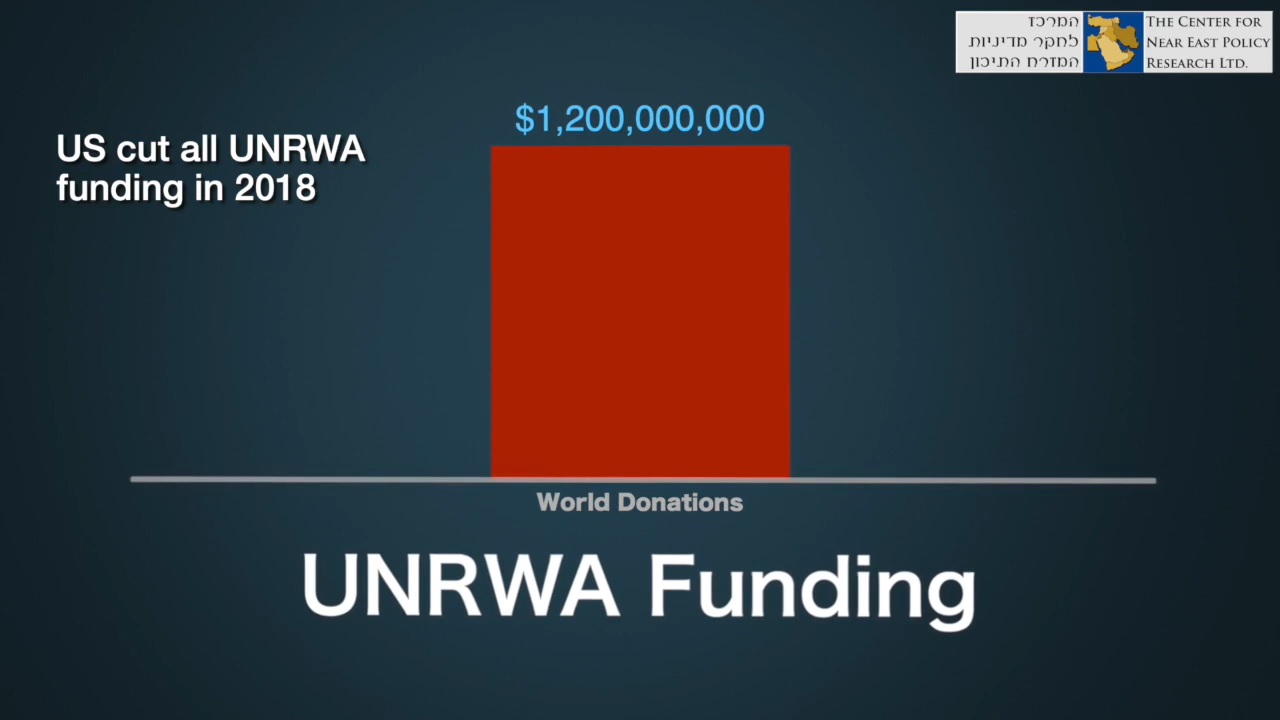 המרכז
לחקר מדיניות
המזרח התיכון
THE CENTER FOR
NEAR EAST POLICY
RESEARCH LTD.
$1,200,000,000
US cut all UNRWA
funding in 2018
World Donations
UNRWA Funding